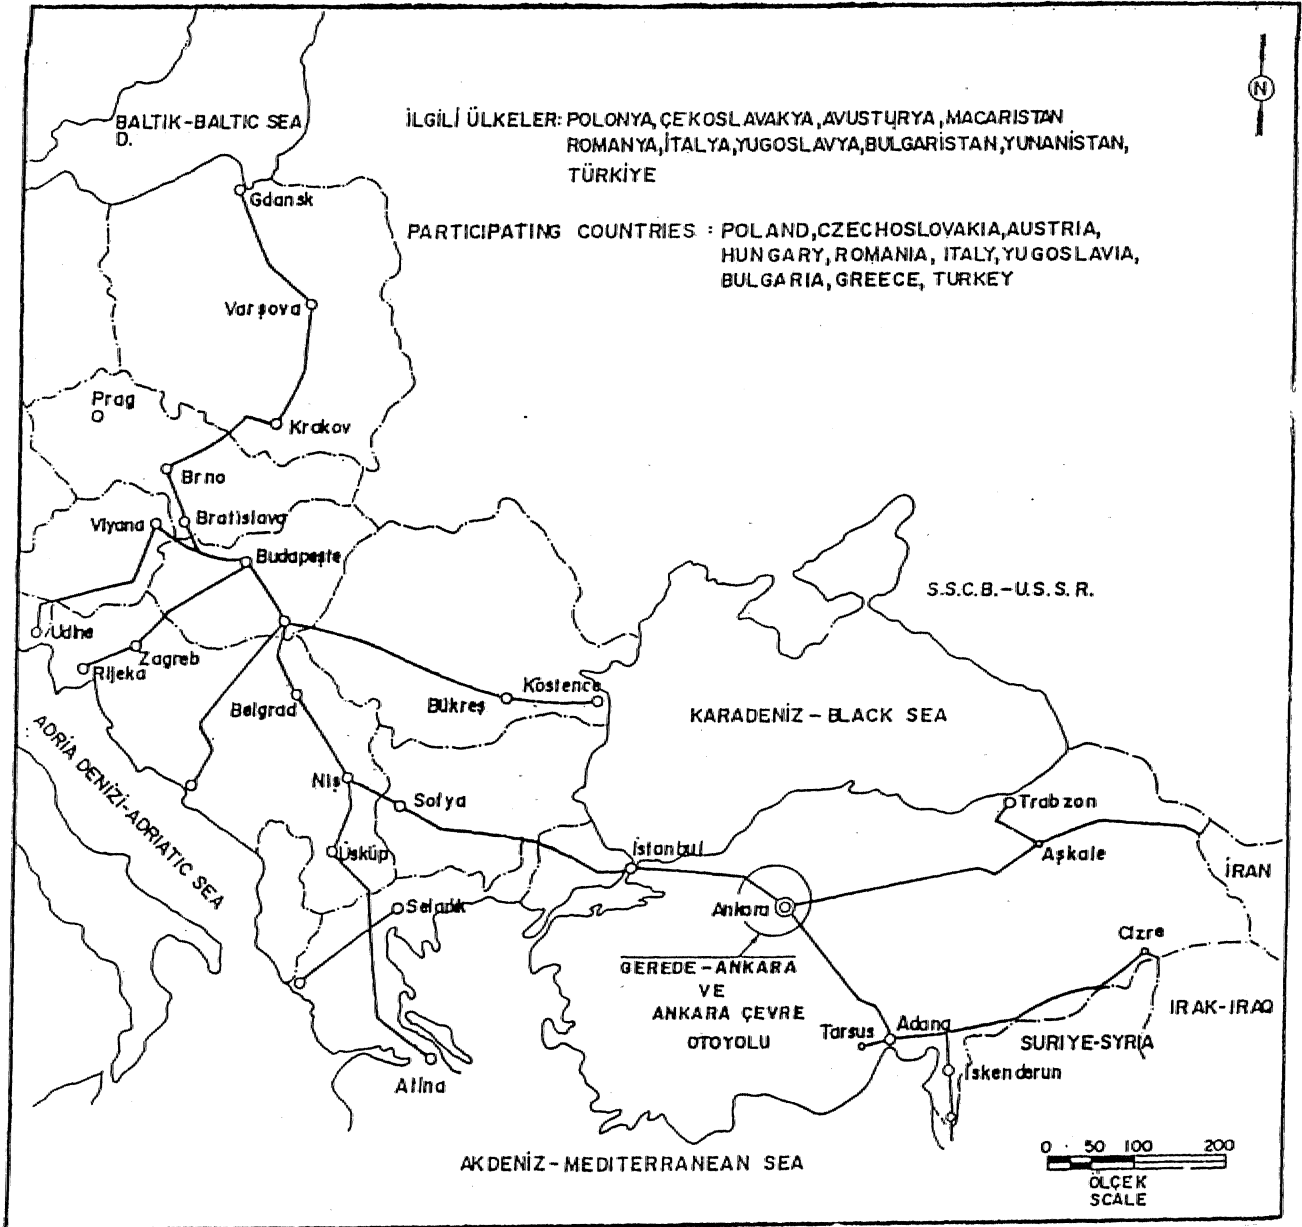 N
BALTIK-BALTIC SEA
D.
İLGİLİ ÜLKELER: POLONYA, ÇEKOSLAVAKYA, AVUSTURYA, MACARISTAN
ROMANYA, İTALYA, YUGOSLAVYA, BULGARİSTAN, YUNANİSTAN,
TÜRKİYE
Gdansk
PARTICIPATING COUNTRIES : POLAND, CZECHOSLOVAKIA, AUSTRIA,
HUNGARY, ROMANIA, ITALY, YUGOSLAVIA,
BULGARIA, GREECE, TURKEY
Varşova
Prag
Krakov
Brno
Viyana
Bratislava
Budapeşte
S.S.C.B.-U.S.S.R.
Udine
Zagreb
Rijeka
Köstence
Belgrad
Bükreş
KARADENİZ-BLACK SEA
ADRİA DENİZİ-ADRIATIC SEA
Niş
Sofya
Trabzon
Üsküp
İstanbul
Aşkale
İRAN
Ankara
Selanik
Cizre
GEREDE-ANKARA
VE
ANKARA ÇEVRE
OTOYOLU
IRAK-IRAQ
Tarsus
Adana
SURIYE-SYRIA
İskenderun
Atina
AKDENİZ-MEDITERRANEAN SEA
0 50 100 200
ÖLÇEK
SCALE